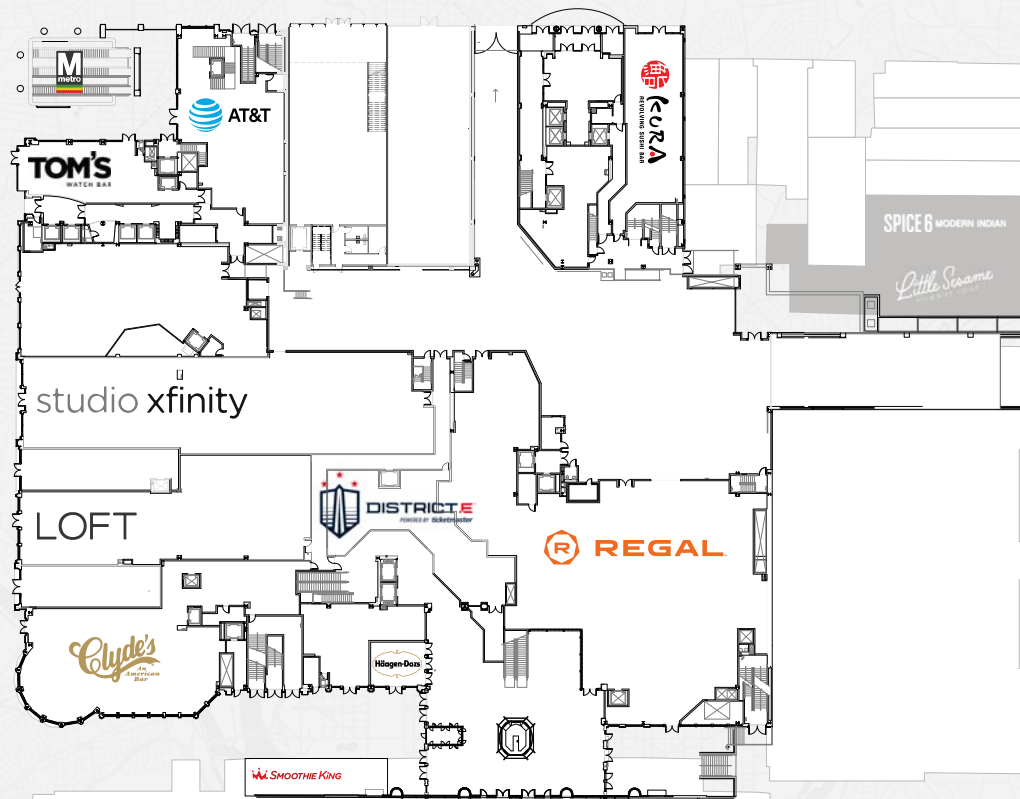 M
metro
AT&T
鮨
KURA
REVOLVING SUSHI BAR
TOM'S
WATCH BAR
SPICE 6 MODERN INDIAN
Little Sesame
studio xfinity
DISTRICT E
POWERED BY ticketmaster
LOFT
R REGAL
Clyde's
An
American
Bar
Häagen-Dazs
SMOOTHIE KING